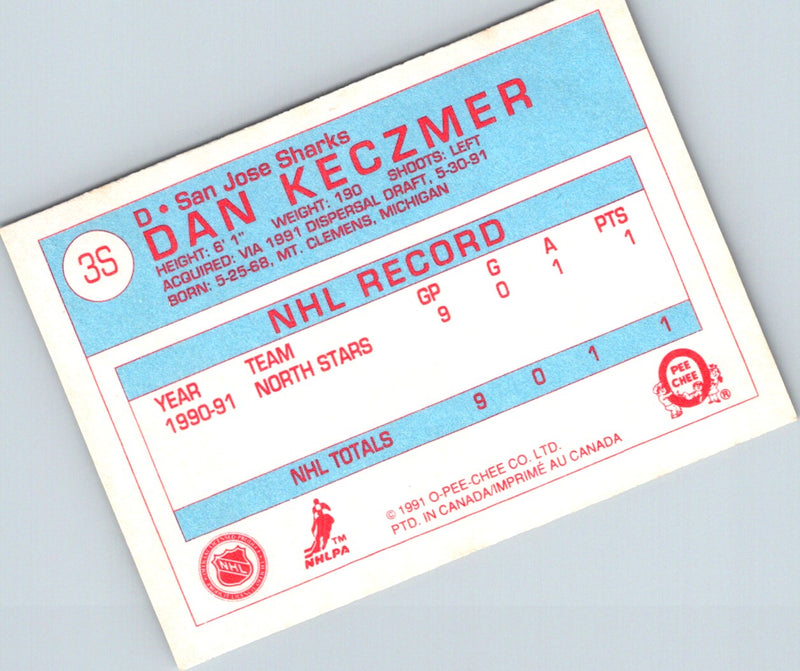 3S
D • San Jose Sharks
DAN KECZMER
HEIGHT: 6' 1" WEIGHT: 190 SHOOTS: LEFT
ACQUIRED: VIA 1991 DISPERSAL DRAFT, 5-30-91
BORN: 5-25-68, MT. CLEMENS, MICHIGAN
NHL RECORD
YEAR TEAM GP G A PTS
1990-91 NORTH STARS 9 0 1 1
NHL TOTALS 9 0 1 1
NHL
TM
NHLPA
© 1991 O-PEE-CHEE CO. LTD.
PTD. IN CANADA/IMPRIMÉ AU CANADA
O
PEE
CHEE
®